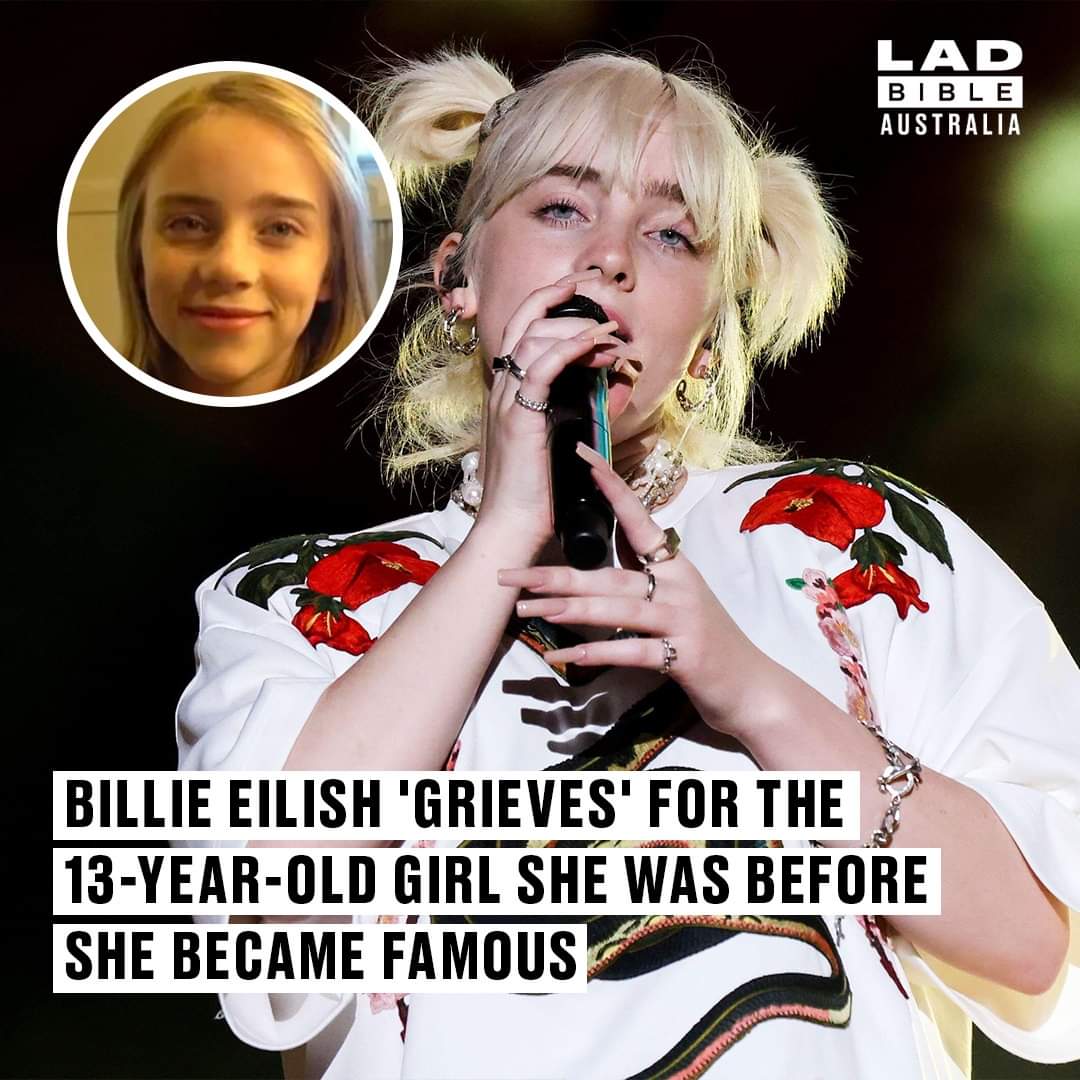 LAD
BIBLE
AUSTRALIA
BILLIE EILISH 'GRIEVES' FOR THE
13-YEAR-OLD GIRL SHE WAS BEFORE
SHE BECAME FAMOUS